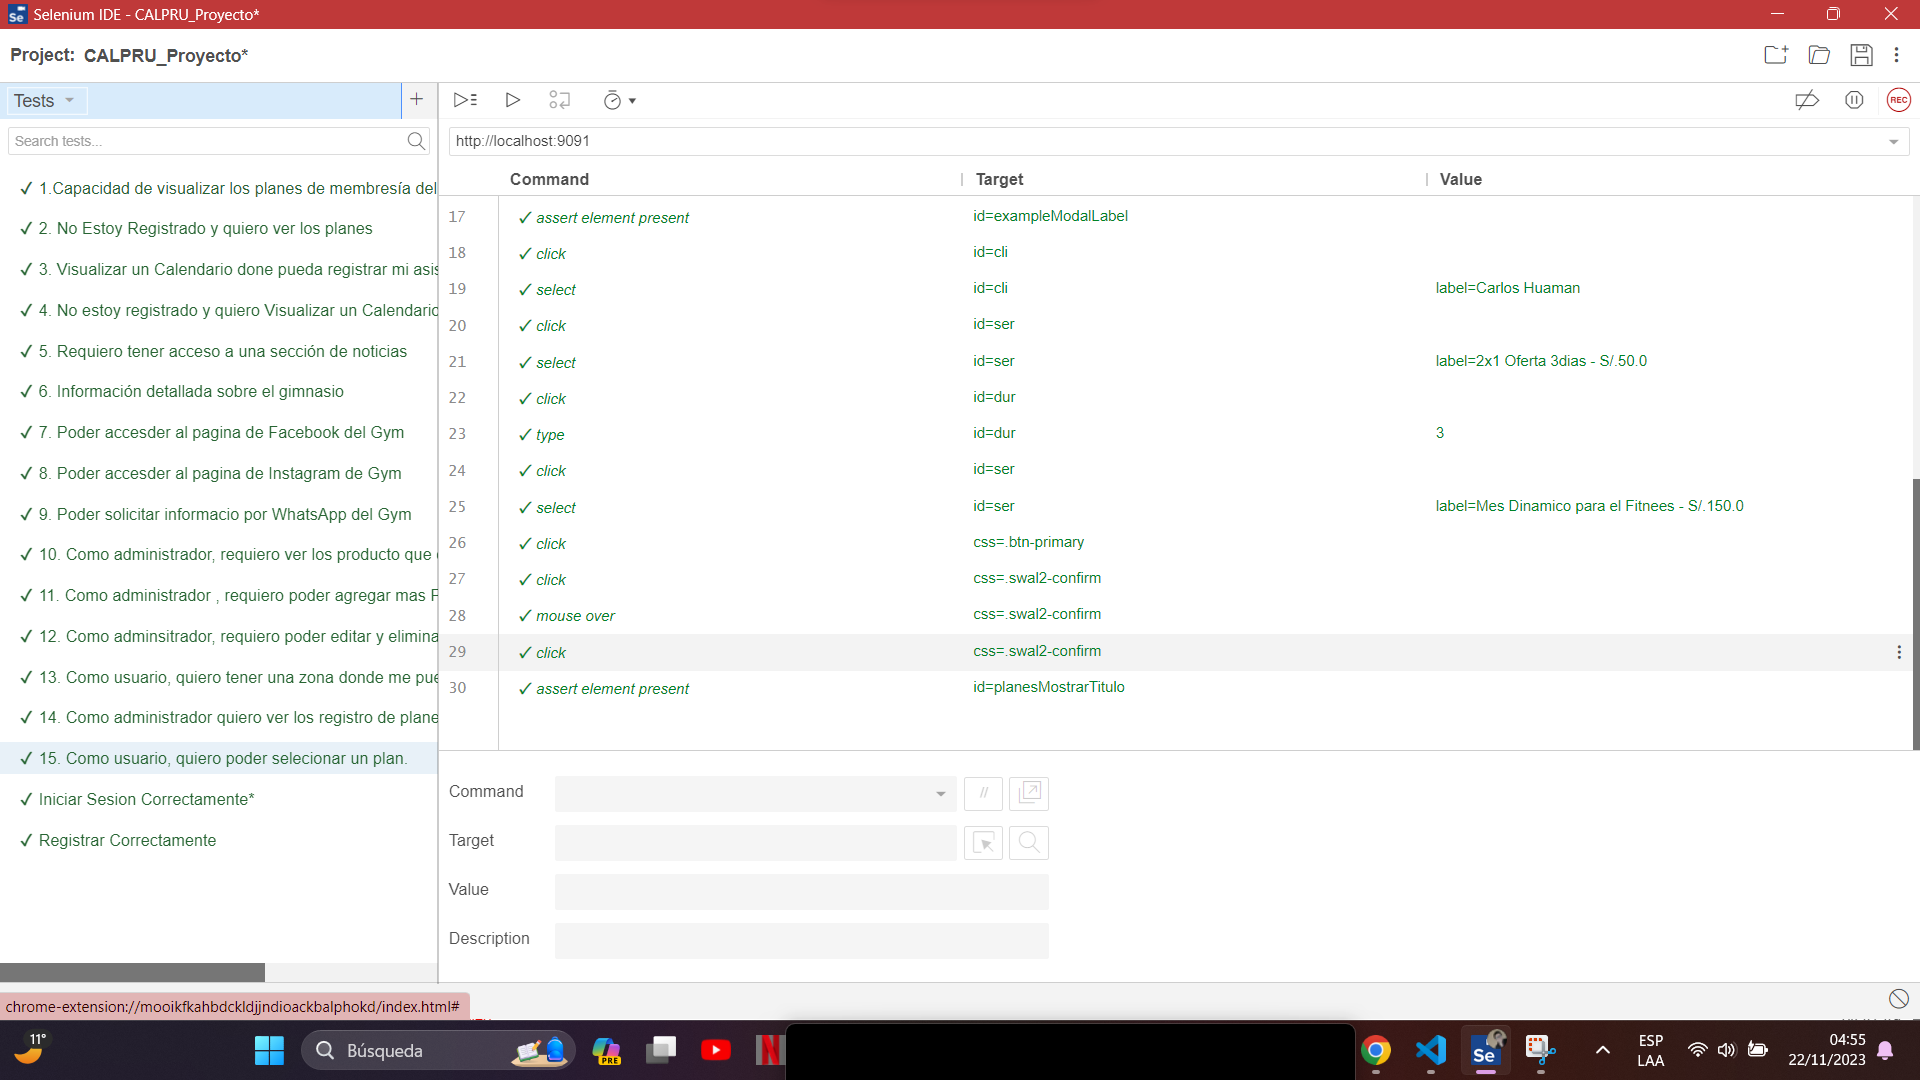 Selenium IDE - CALPRU_Proyecto*
Project: CALPRU_Proyecto*
Tests
Search tests...
http://localhost:9091
Command Target Value
✓ 1.Capacidad de visualizar los planes de membresía del
✓ 2. No Estoy Registrado y quiero ver los planes
✓ 3. Visualizar un Calendario done pueda registrar mi asis
✓ 4. No estoy registrado y quiero Visualizar un Calendario
✓ 5. Requiero tener acceso a una sección de noticias
✓ 6. Información detallada sobre el gimnasio
✓ 7. Poder accesder al pagina de Facebook del Gym
✓ 8. Poder accesder al pagina de Instagram de Gym
✓ 9. Poder solicitar informacio por WhatsApp del Gym
✓ 10. Como administrador, requiero ver los producto que
✓ 11. Como administrador , requiero poder agregar mas
✓ 12. Como adminsitrador, requiero poder editar y elimina
✓ 13. Como usuario, quiero tener una zona donde me pue
✓ 14. Como administrador quiero ver los registro de plane
✓ 15. Como usuario, quiero poder selecionar un plan.
✓ Iniciar Sesion Correctamente*
✓ Registrar Correctamente
17 ✓ assert element present id=exampleModalLabel
18 ✓ click id=cli
19 ✓ select id=cli label=Carlos Huaman
20 ✓ click id=ser
21 ✓ select id=ser label=2x1 Oferta 3dias - S/.50.0
22 ✓ click id=dur
23 ✓ type id=dur 3
24 ✓ click id=ser
25 ✓ select id=ser label=Mes Dinamico para el Fitnees - S/.150.0
26 ✓ click css=.btn-primary
27 ✓ click css=.swal2-confirm
28 ✓ mouse over css=.swal2-confirm
29 ✓ click css=.swal2-confirm
30 ✓ assert element present id=planesMostrarTitulo
Command
//
Target
Value
Description
REC
chrome-extension://mooikfkahbdckldjjndioackbalphokd/index.html#
11°
Búsqueda
PRE
Se
ESP
LAA
04:55
22/11/2023